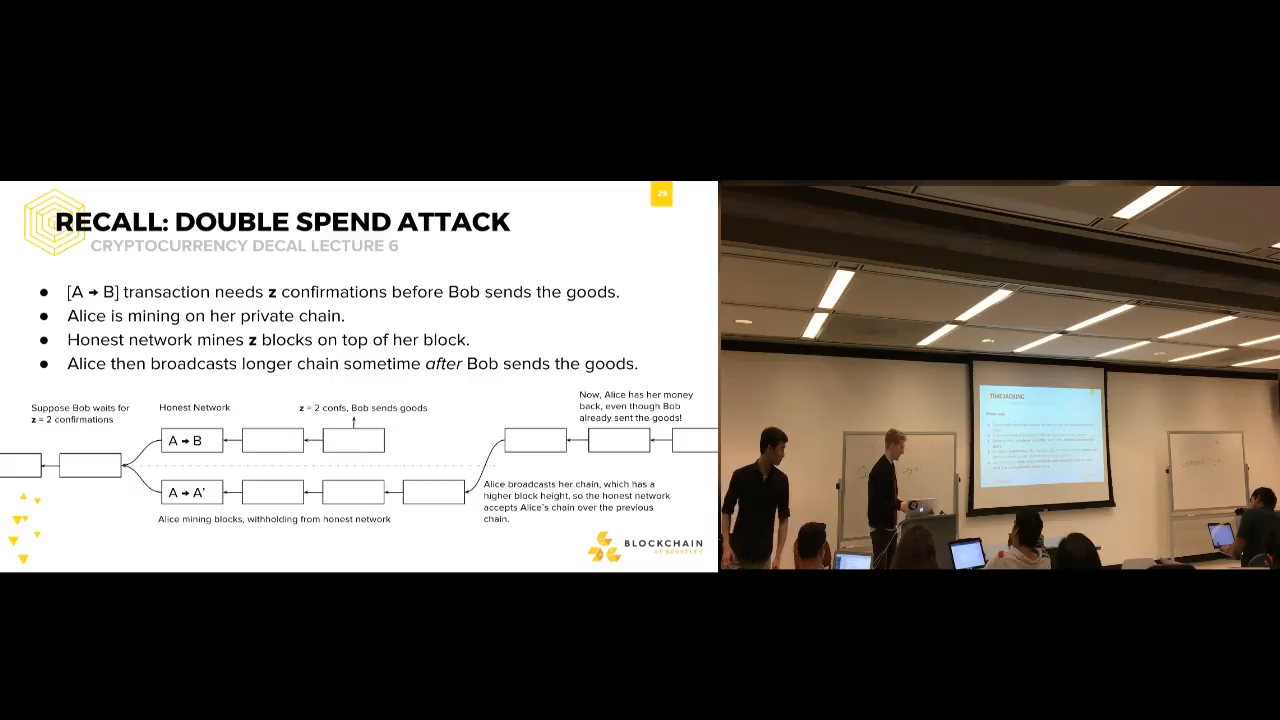 29
RECALL: DOUBLE SPEND ATTACK
CRYPTOCURRENCY DECAL LECTURE 6
● [A → B] transaction needs z confirmations before Bob sends the goods.
● Alice is mining on her private chain.
● Honest network mines z blocks on top of her block.
● Alice then broadcasts longer chain sometime after Bob sends the goods.
Suppose Bob waits for
z = 2 confirmations
Honest Network
z = 2 confs, Bob sends goods
Now, Alice has her money
back, even though Bob
already sent the goods!
A → B
A → A'
Alice mining blocks, withholding from honest network
Alice broadcasts her chain, which has a
higher block height, so the honest network
accepts Alice's chain over the previous
chain.
BLOCKCHAIN
AT BERKELEY
TIMEJACKING